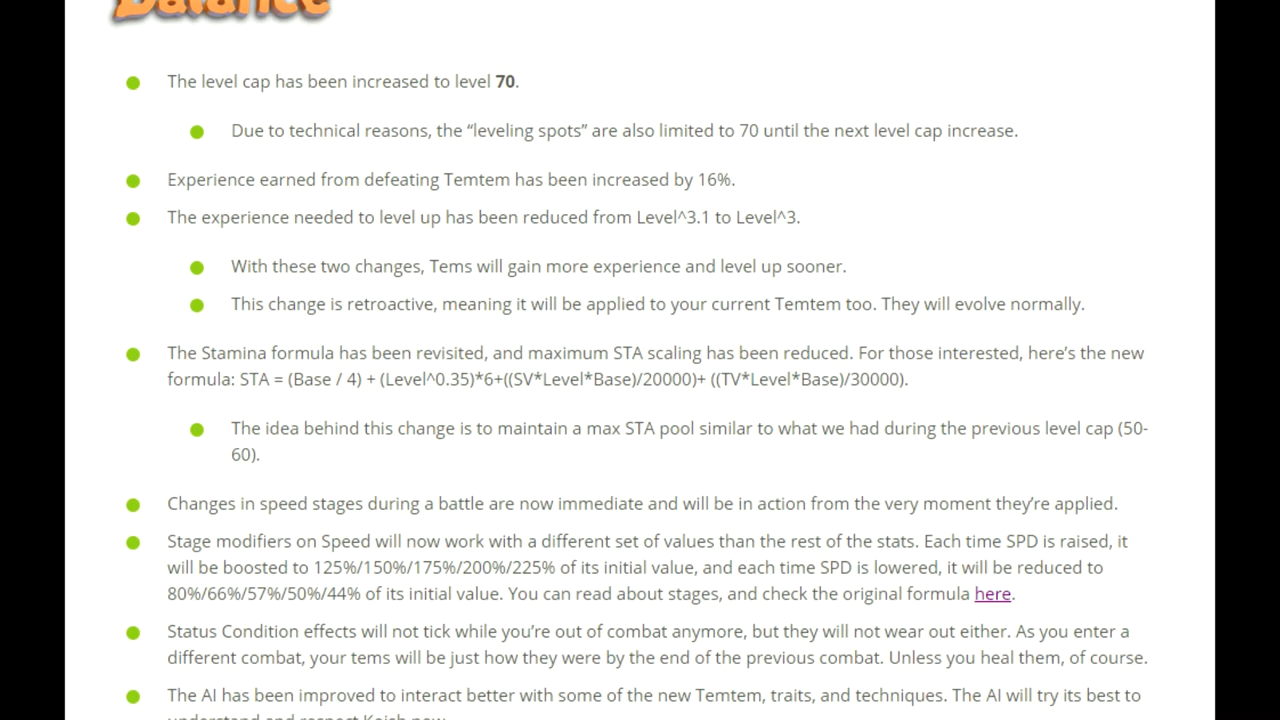 Balance
The level cap has been increased to level 70.
Due to technical reasons, the “leveling spots” are also limited to 70 until the next level cap increase.
Experience earned from defeating Temtem has been increased by 16%.
The experience needed to level up has been reduced from Level^3.1 to Level^3.
With these two changes, Tems will gain more experience and level up sooner.
This change is retroactive, meaning it will be applied to your current Temtem too. They will evolve normally.
The Stamina formula has been revisited, and maximum STA scaling has been reduced. For those interested, here’s the new
formula: STA = (Base / 4) + (Level^0.35)*6+((SV*Level*Base)/20000)+ ((TV*Level*Base)/30000).
The idea behind this change is to maintain a max STA pool similar to what we had during the previous level cap (50-
60).
Changes in speed stages during a battle are now immediate and will be in action from the very moment they’re applied.
Stage modifiers on Speed will now work with a different set of values than the rest of the stats. Each time SPD is raised, it
will be boosted to 125%/150%/175%/200%/225% of its initial value, and each time SPD is lowered, it will be reduced to
80%/66%/57%/50%/44% of its initial value. You can read about stages, and check the original formula here.
Status Condition effects will not tick while you’re out of combat anymore, but they will not wear out either. As you enter a
different combat, your tems will be just how they were by the end of the previous combat. Unless you heal them, of course.
The AI has been improved to interact better with some of the new Temtem, traits, and techniques. The AI will try its best to
understand and respect Koish now.